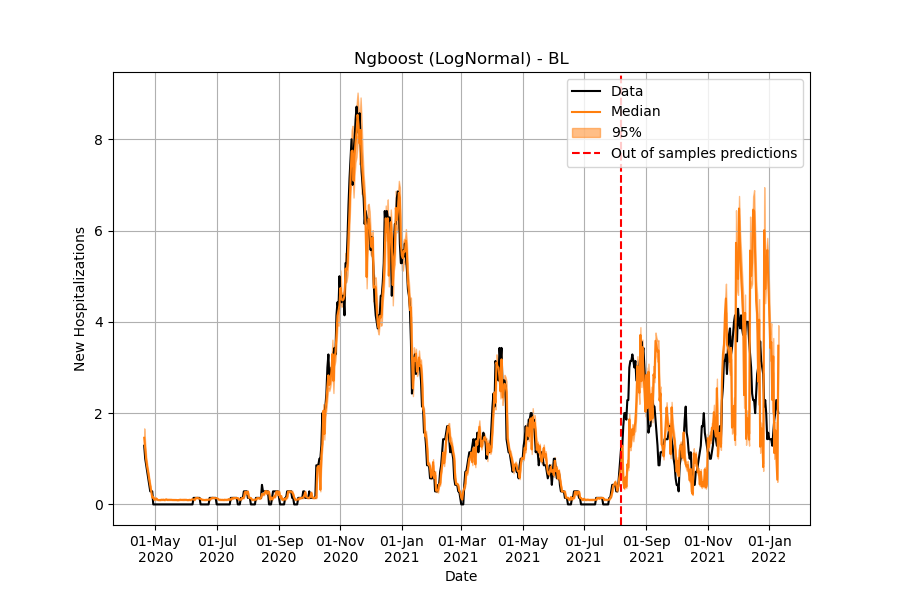 Ngboost (LogNormal) - BL
Data
Median
95%
Out of samples predictions
New Hospitalizations
8
6
4
2
0
01-May 01-Jul 01-Sep 01-Nov 01-Jan 01-Mar 01-May 01-Jul 01-Sep 01-Nov 01-Jan
2020 2020 2020 2020 2021 2021 2021 2021 2021 2021 2022
Date